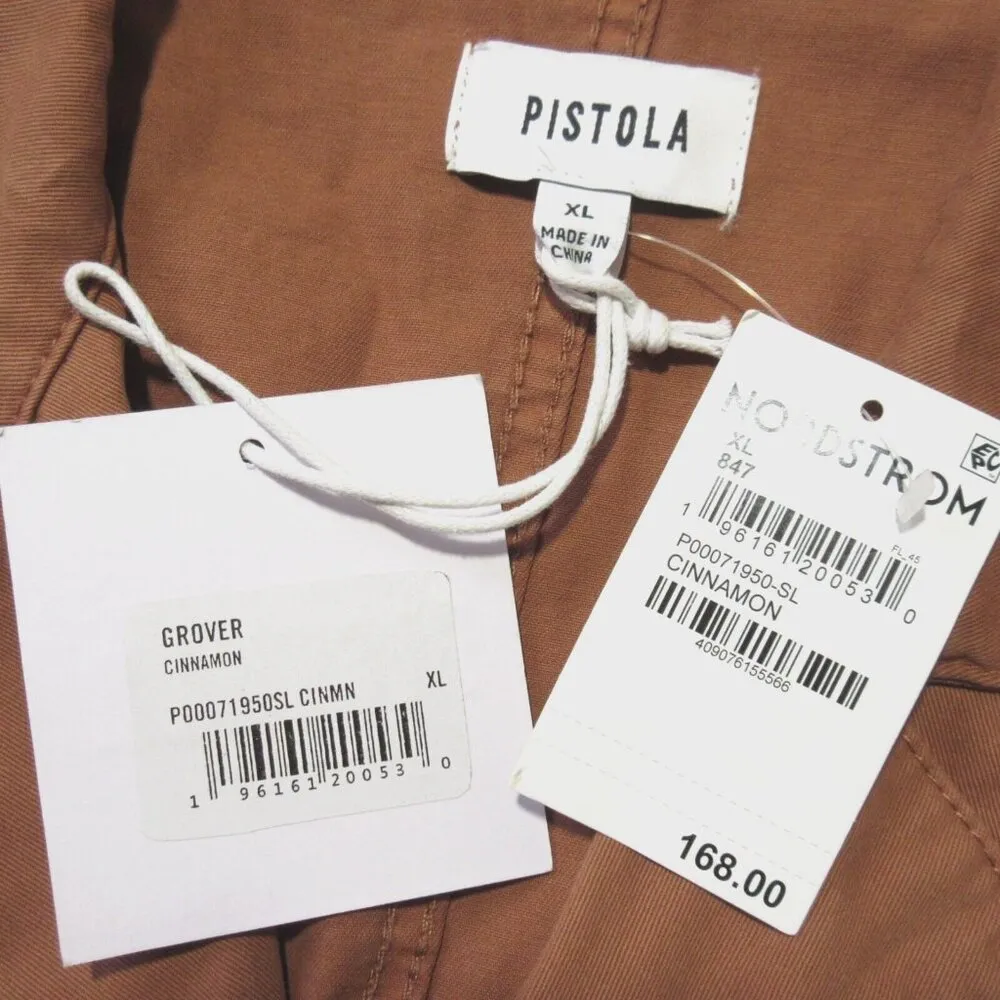 PISTOLA
XL
MADE IN
CHINA
GROVER
CINNAMON
P00071950SL CINMN XL
1 96161 20053 0
NORDSTROM
XL
847
FL_45
1 96161 20053 0
P00071950-SL
CINNAMON
409076155566
168.00